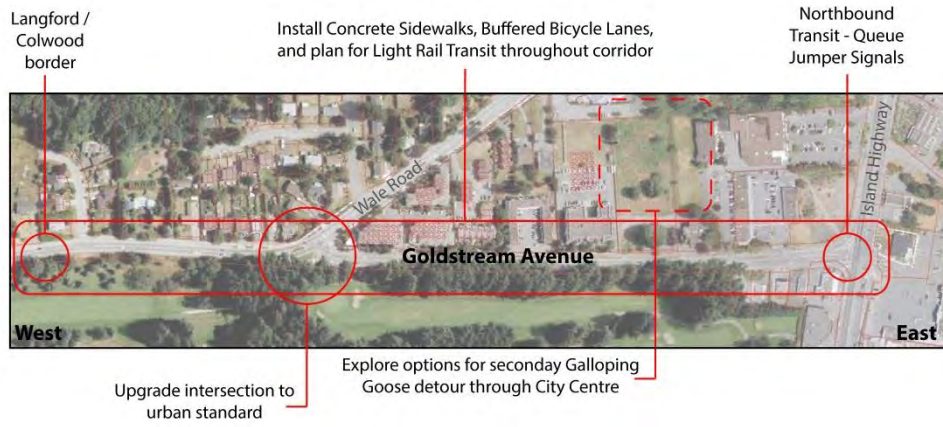 Langford /
Colwood
border
Install Concrete Sidewalks, Buffered Bicycle Lanes,
and plan for Light Rail Transit throughout corridor
Northbound
Transit - Queue
Jumper Signals
Wale Road
Island Highway
Goldstream Avenue
West
East
Upgrade intersection to
urban standard
Explore options for seconday Galloping
Goose detour through City Centre